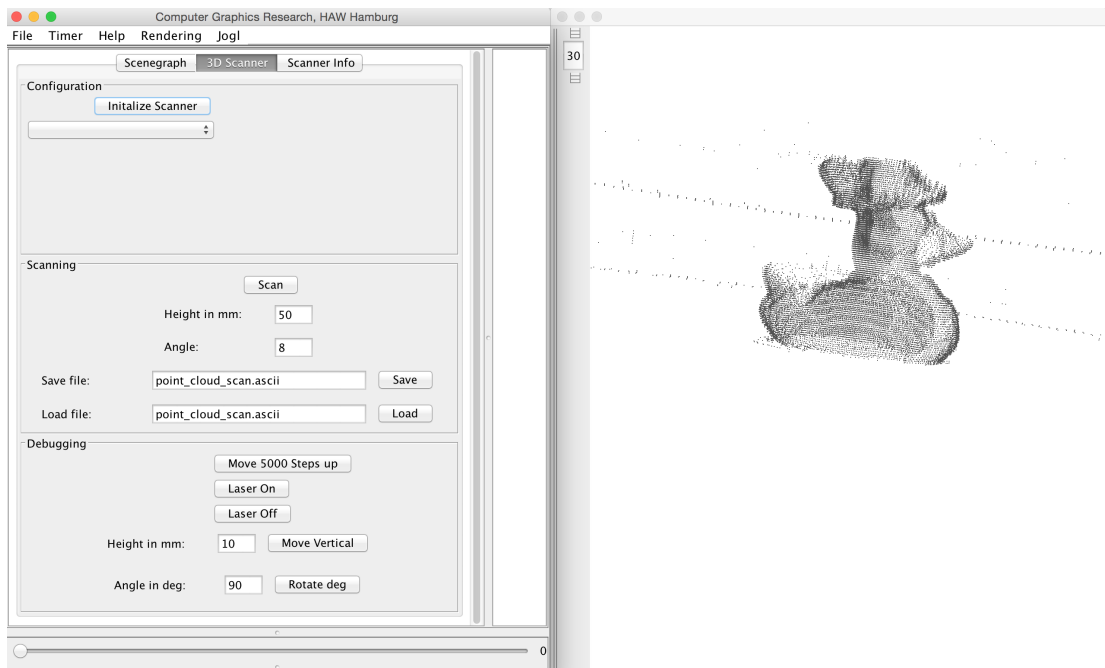 Computer Graphics Research, HAW Hamburg
File Timer Help Rendering Jogl
Scenegraph 3D Scanner Scanner Info
Configuration
Initalize Scanner
Scanning
Scan
Height in mm: 50
Angle: 8
Save file: point_cloud_scan.ascii Save
Load file: point_cloud_scan.ascii Load
Debugging
Move 5000 Steps up
Laser On
Laser Off
Height in mm: 10 Move Vertical
Angle in deg: 90 Rotate deg
0
30